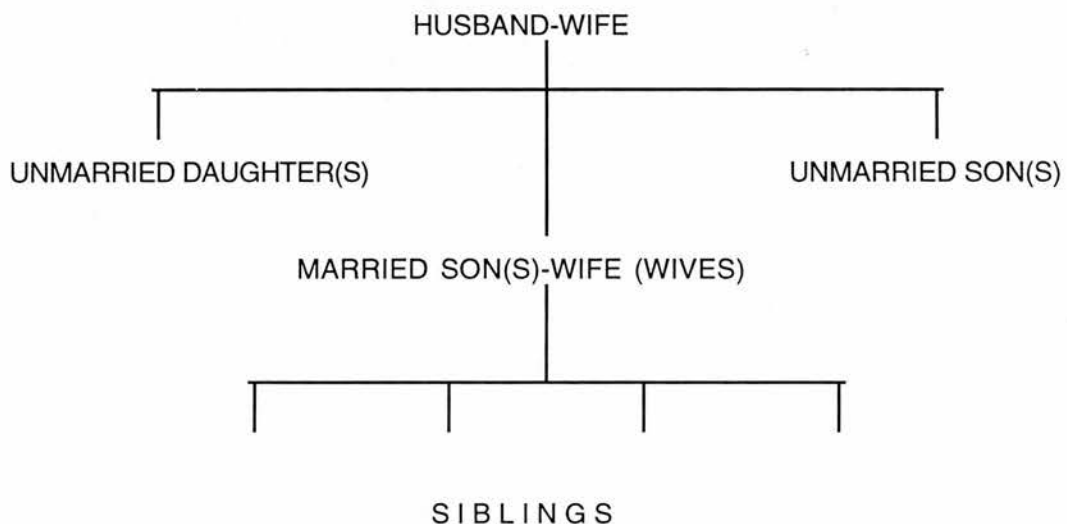 HUSBAND-WIFE
UNMARRIED DAUGHTER(S)
UNMARRIED SON(S)
MARRIED SON(S)-WIFE (WIVES)
SIBLINGS